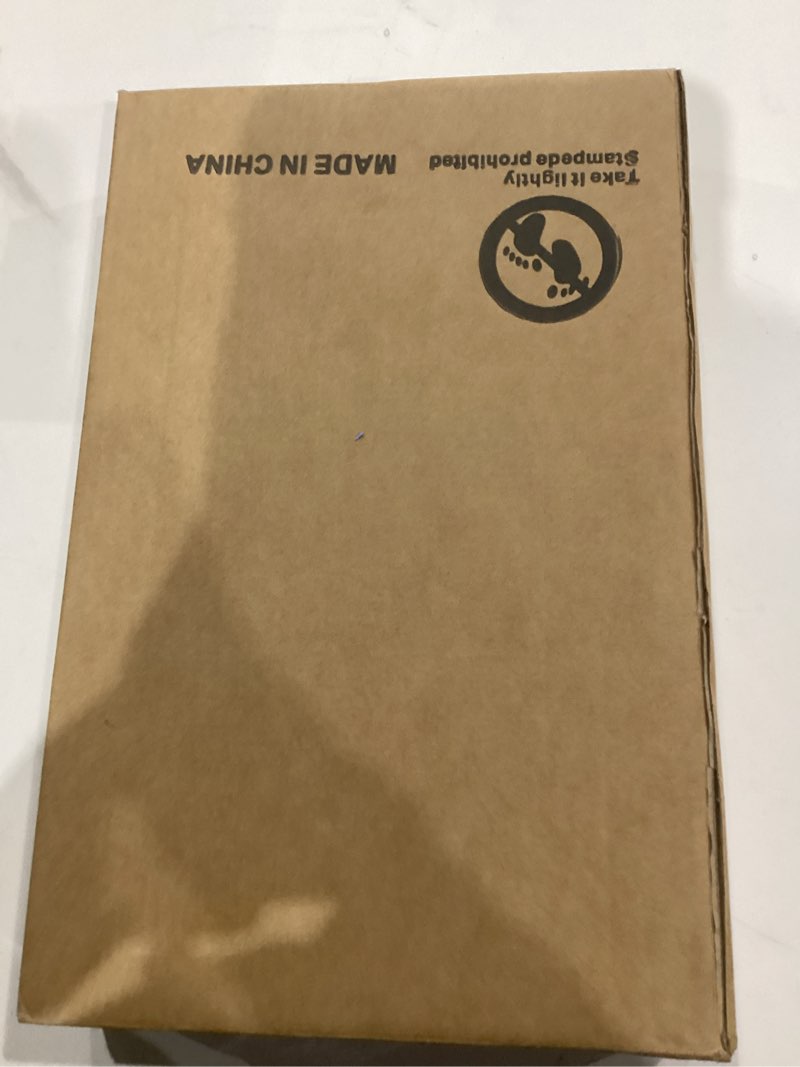 Take it lightly
Stampede prohibited
MADE IN CHINA